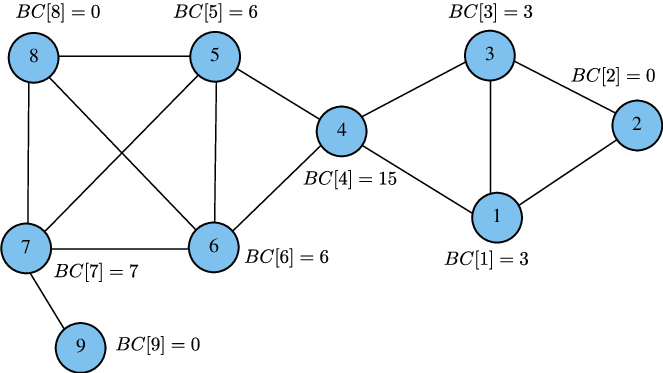 BC[8] = 0
BC[5] = 6
BC[3] = 3
8
5
3
BC[2] = 0
2
4
BC[4] = 15
1
7
6
BC[6] = 6
BC[1] = 3
BC[7] = 7
9
BC[9] = 0